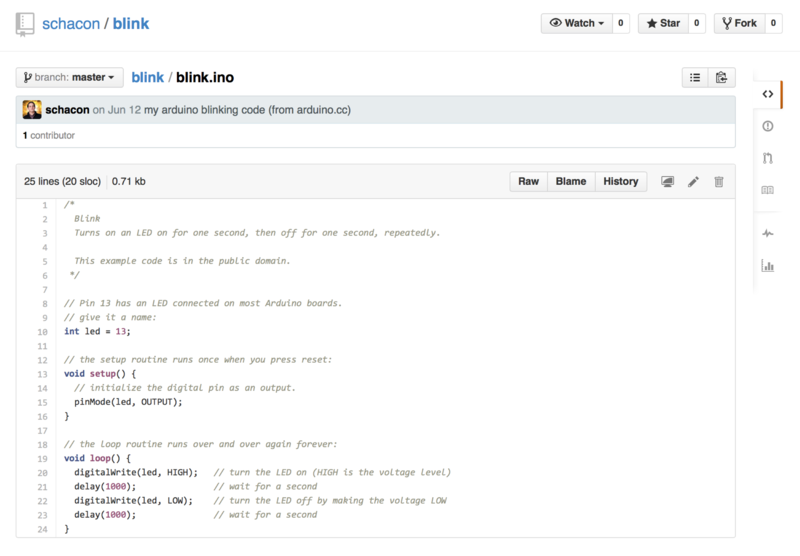 schacon / blink
Watch 0 Star 0 Fork 0
branch: master blink / blink.ino
schacon on Jun 12 my arduino blinking code (from arduino.cc)
1 contributor
25 lines (20 sloc) 0.71 kb Raw Blame History
1 /*
2   Blink
3   Turns on an LED on for one second, then off for one second, repeatedly.
4
5   This example code is in the public domain.
6  */
7
8 // Pin 13 has an LED connected on most Arduino boards.
9 // give it a name:
10 int led = 13;
11
12 // the setup routine runs once when you press reset:
13 void setup() {
14   // initialize the digital pin as an output.
15   pinMode(led, OUTPUT);
16 }
17
18 // the loop routine runs over and over again forever:
19 void loop() {
20   digitalWrite(led, HIGH);   // turn the LED on (HIGH is the voltage level)
21   delay(1000);               // wait for a second
22   digitalWrite(led, LOW);    // turn the LED off by making the voltage LOW
23   delay(1000);               // wait for a second
24 }